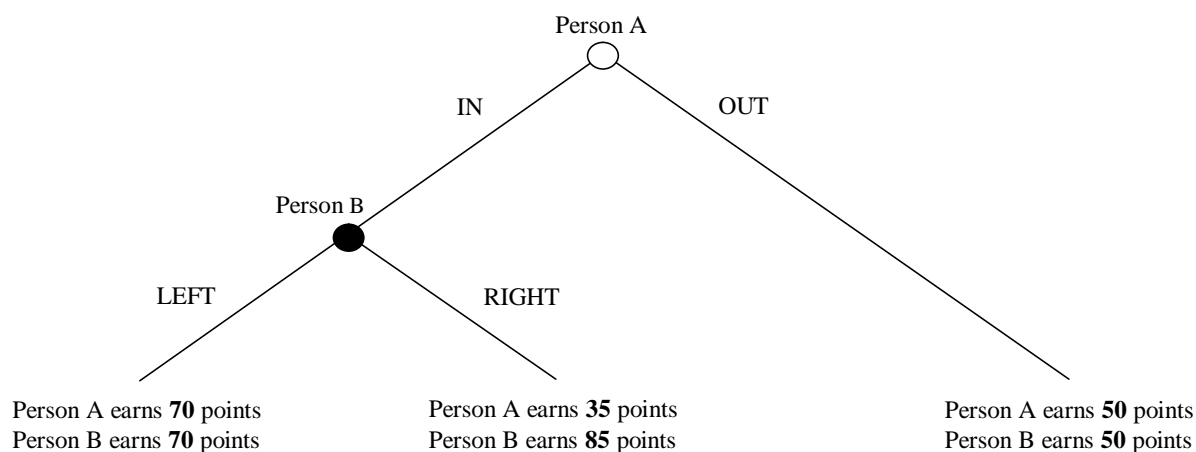 Person A
IN
OUT
Person B
LEFT
RIGHT
Person A earns 70 points
Person B earns 70 points
Person A earns 35 points
Person B earns 85 points
Person A earns 50 points
Person B earns 50 points